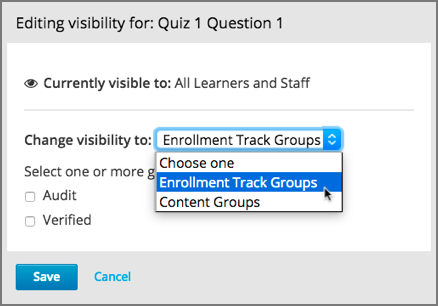 Editing visibility for: Quiz 1 Question 1
Currently visible to: All Learners and Staff
Change visibility to: Enrollment Track Groups
Choose one
Select one or more g
Enrollment Track Groups
Audit
Content Groups
Verified
Save Cancel